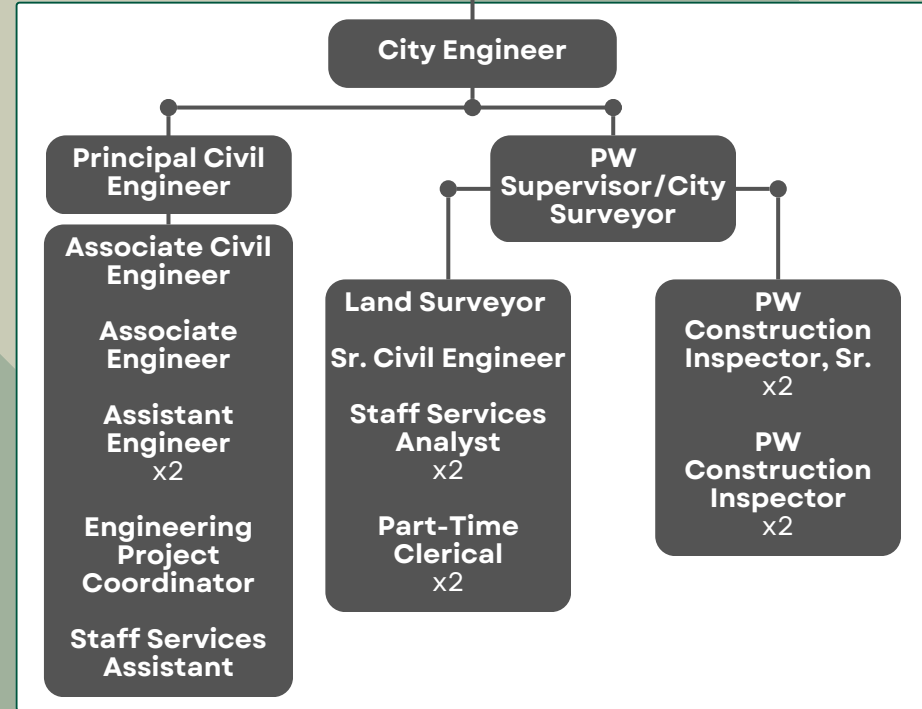 City Engineer
Principal Civil
Engineer
PW
Supervisor/City
Surveyor
Associate Civil
Engineer
Associate
Engineer
Assistant
Engineer
x2
Engineering
Project
Coordinator
Staff Services
Assistant
Land Surveyor
Sr. Civil Engineer
Staff Services
Analyst
x2
Part-Time
Clerical
x2
PW
Construction
Inspector, Sr.
x2
PW
Construction
Inspector
x2